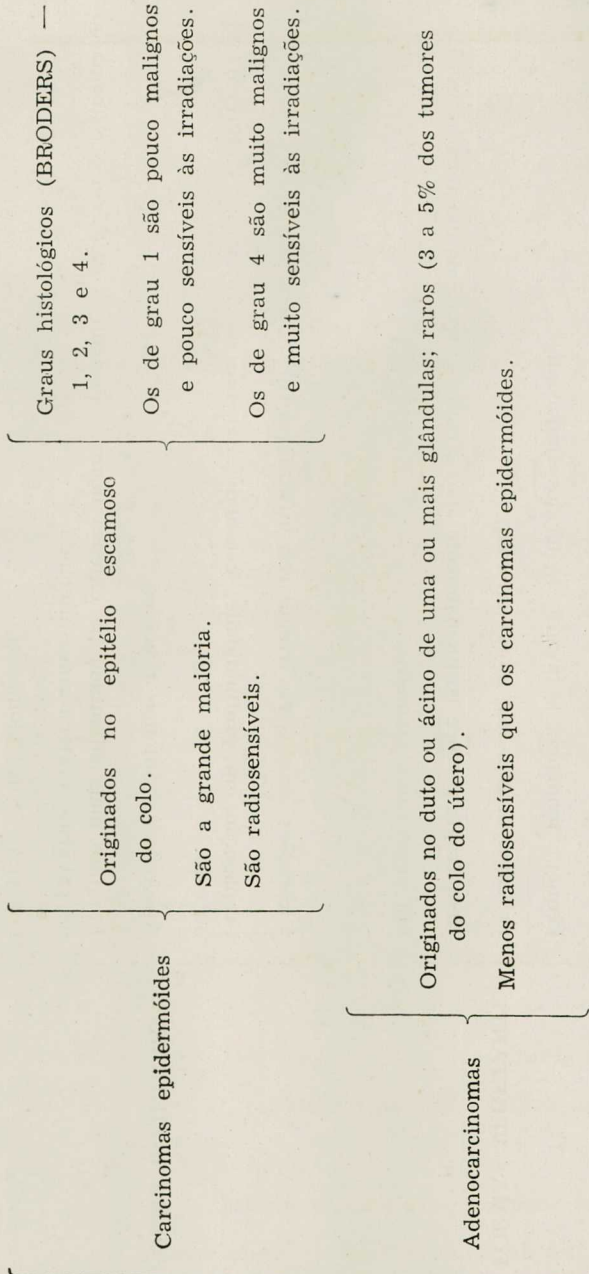 Carcinomas epidermóides
Originados no epitélio escamoso
do colo.
São a grande maioria.
São radiosensíveis.
Graus histológicos (BRODERS) —
1, 2, 3 e 4.
Os de grau 1 são pouco malignos
e pouco sensíveis às irradiações.
Os de grau 4 são muito malignos
e muito sensíveis às irradiações.
Adenocarcinomas
Originados no duto ou ácino de uma ou mais glândulas; raros (3 a 5% dos tumores
do colo do útero).
Menos radiosensíveis que os carcinomas epidermóides.